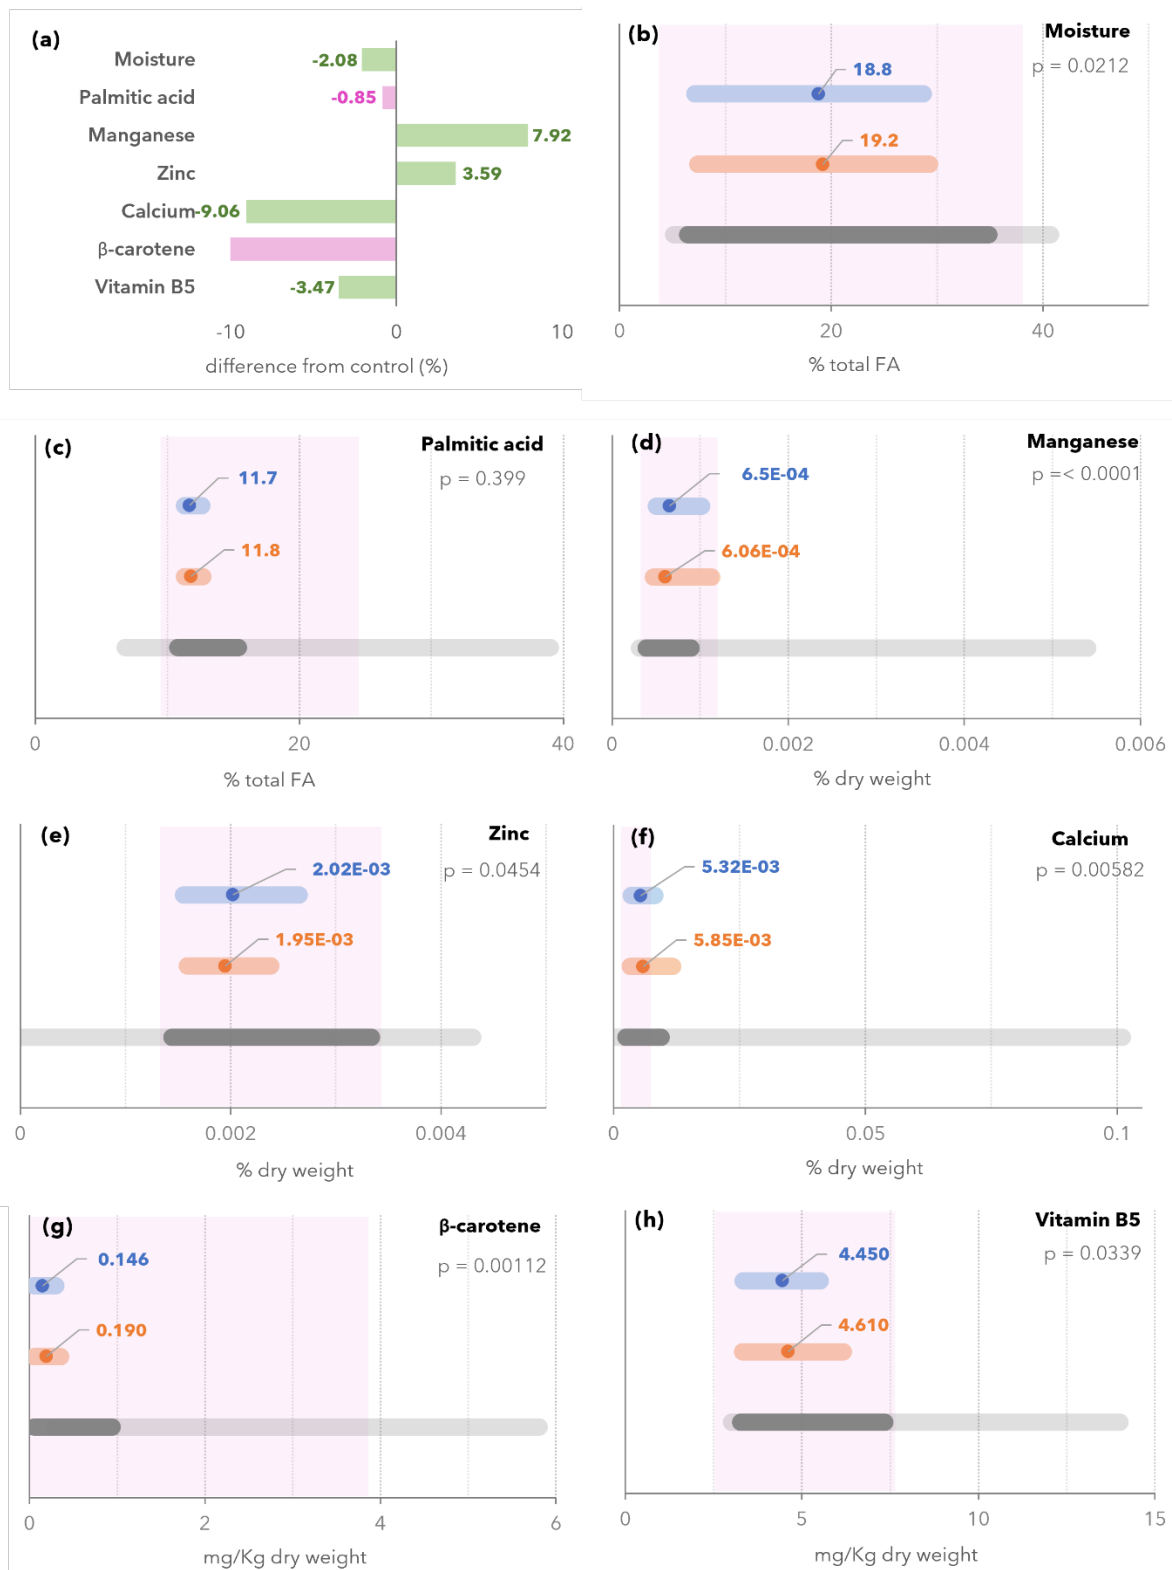 (a)
Moisture -2.08
Palmitic acid -0.85
Manganese 7.92
Zinc 3.59
Calcium -9.06
β-carotene
Vitamin B5 -3.47
-10 0 10
difference from control (%)
(b) Moisture
p = 0.0212
18.8
19.2
0 20 40
% total FA
(c) Palmitic acid
p = 0.399
11.7
11.8
0 20 40
% total FA
(d) Manganese
p =< 0.0001
6.5E-04
6.06E-04
0 0.002 0.004 0.006
% dry weight
(e) Zinc
p = 0.0454
2.02E-03
1.95E-03
0 0.002 0.004
% dry weight
(f) Calcium
p = 0.00582
5.32E-03
5.85E-03
0 0.05 0.1
% dry weight
(g) β-carotene
p = 0.00112
0.146
0.190
0 2 4 6
mg/Kg dry weight
(h) Vitamin B5
p = 0.0339
4.450
4.610
0 5 10 15
mg/Kg dry weight